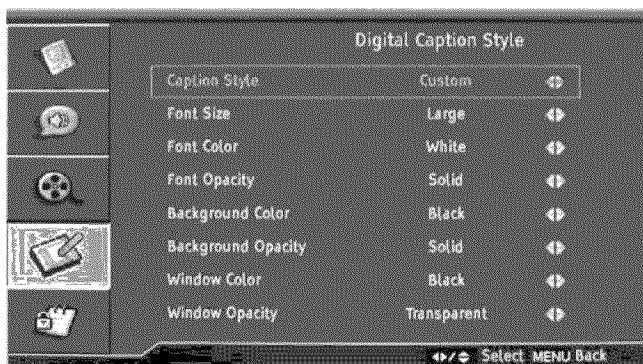 Digital Caption Style
Caption Style Custom
Font Size Large
Font Color White
Font Opacity Solid
Background Color Black
Background Opacity Solid
Window Color Black
Window Opacity Transparent
Select MENU Back